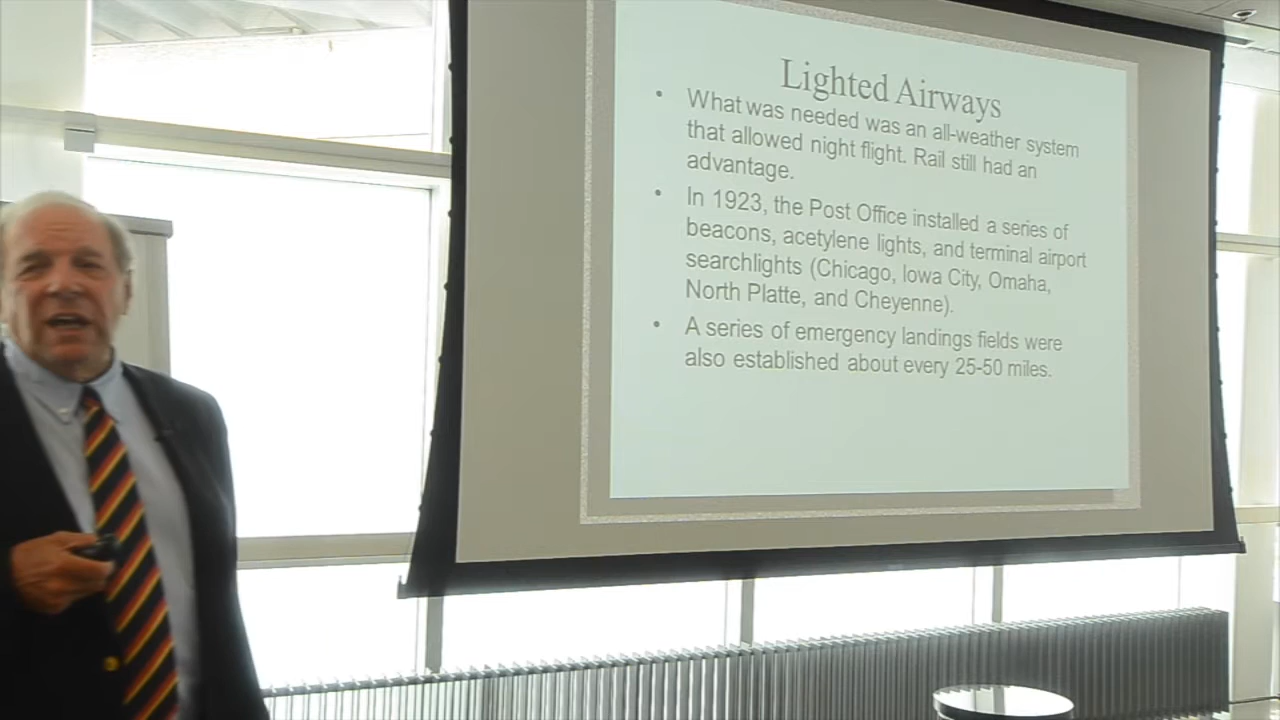 Lighted Airways
• What was needed was an all-weather system
that allowed night flight. Rail still had an
advantage.
• In 1923, the Post Office installed a series of
beacons, acetylene lights, and terminal airport
searchlights (Chicago, Iowa City, Omaha,
North Platte, and Cheyenne).
• A series of emergency landings fields were
also established about every 25-50 miles.